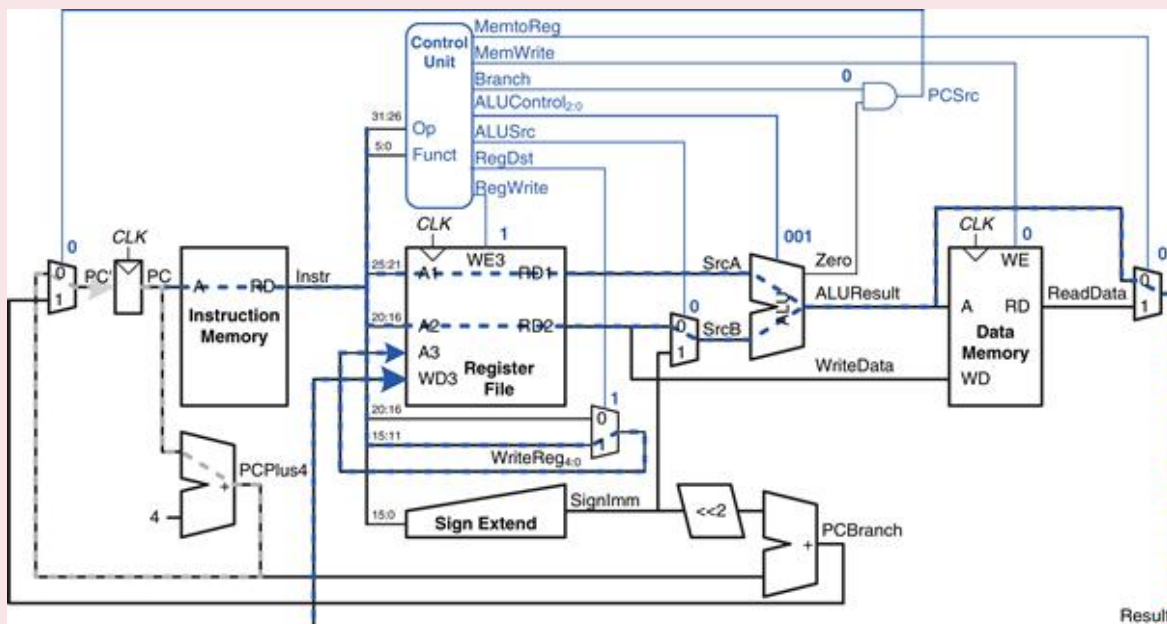 MemtoReg
Control
Unit
MemWrite
Branch
0
PCSrc
ALUControl2:0
31:26
Op
ALUSrc
5:0
Funct
RegDst
RegWrite
CLK
CLK
CLK
0
1
001
0
0
WE3
WE
0
1
PC'
PC
A
RD
Instr
25:21
A1
RD1
SrcA
Zero
0
1
Instruction
Memory
20:16
A2
RD2
0
1
0
SrcB
ALU
ALUResult
A
RD
ReadData
Data
Memory
A3
WD3
Register
File
WriteData
WD
20:16
0
1
1
15:11
WriteReg4:0
PCPlus4
+
4
15:0
Sign Extend
SignImm
<<2
+
PCBranch
Result